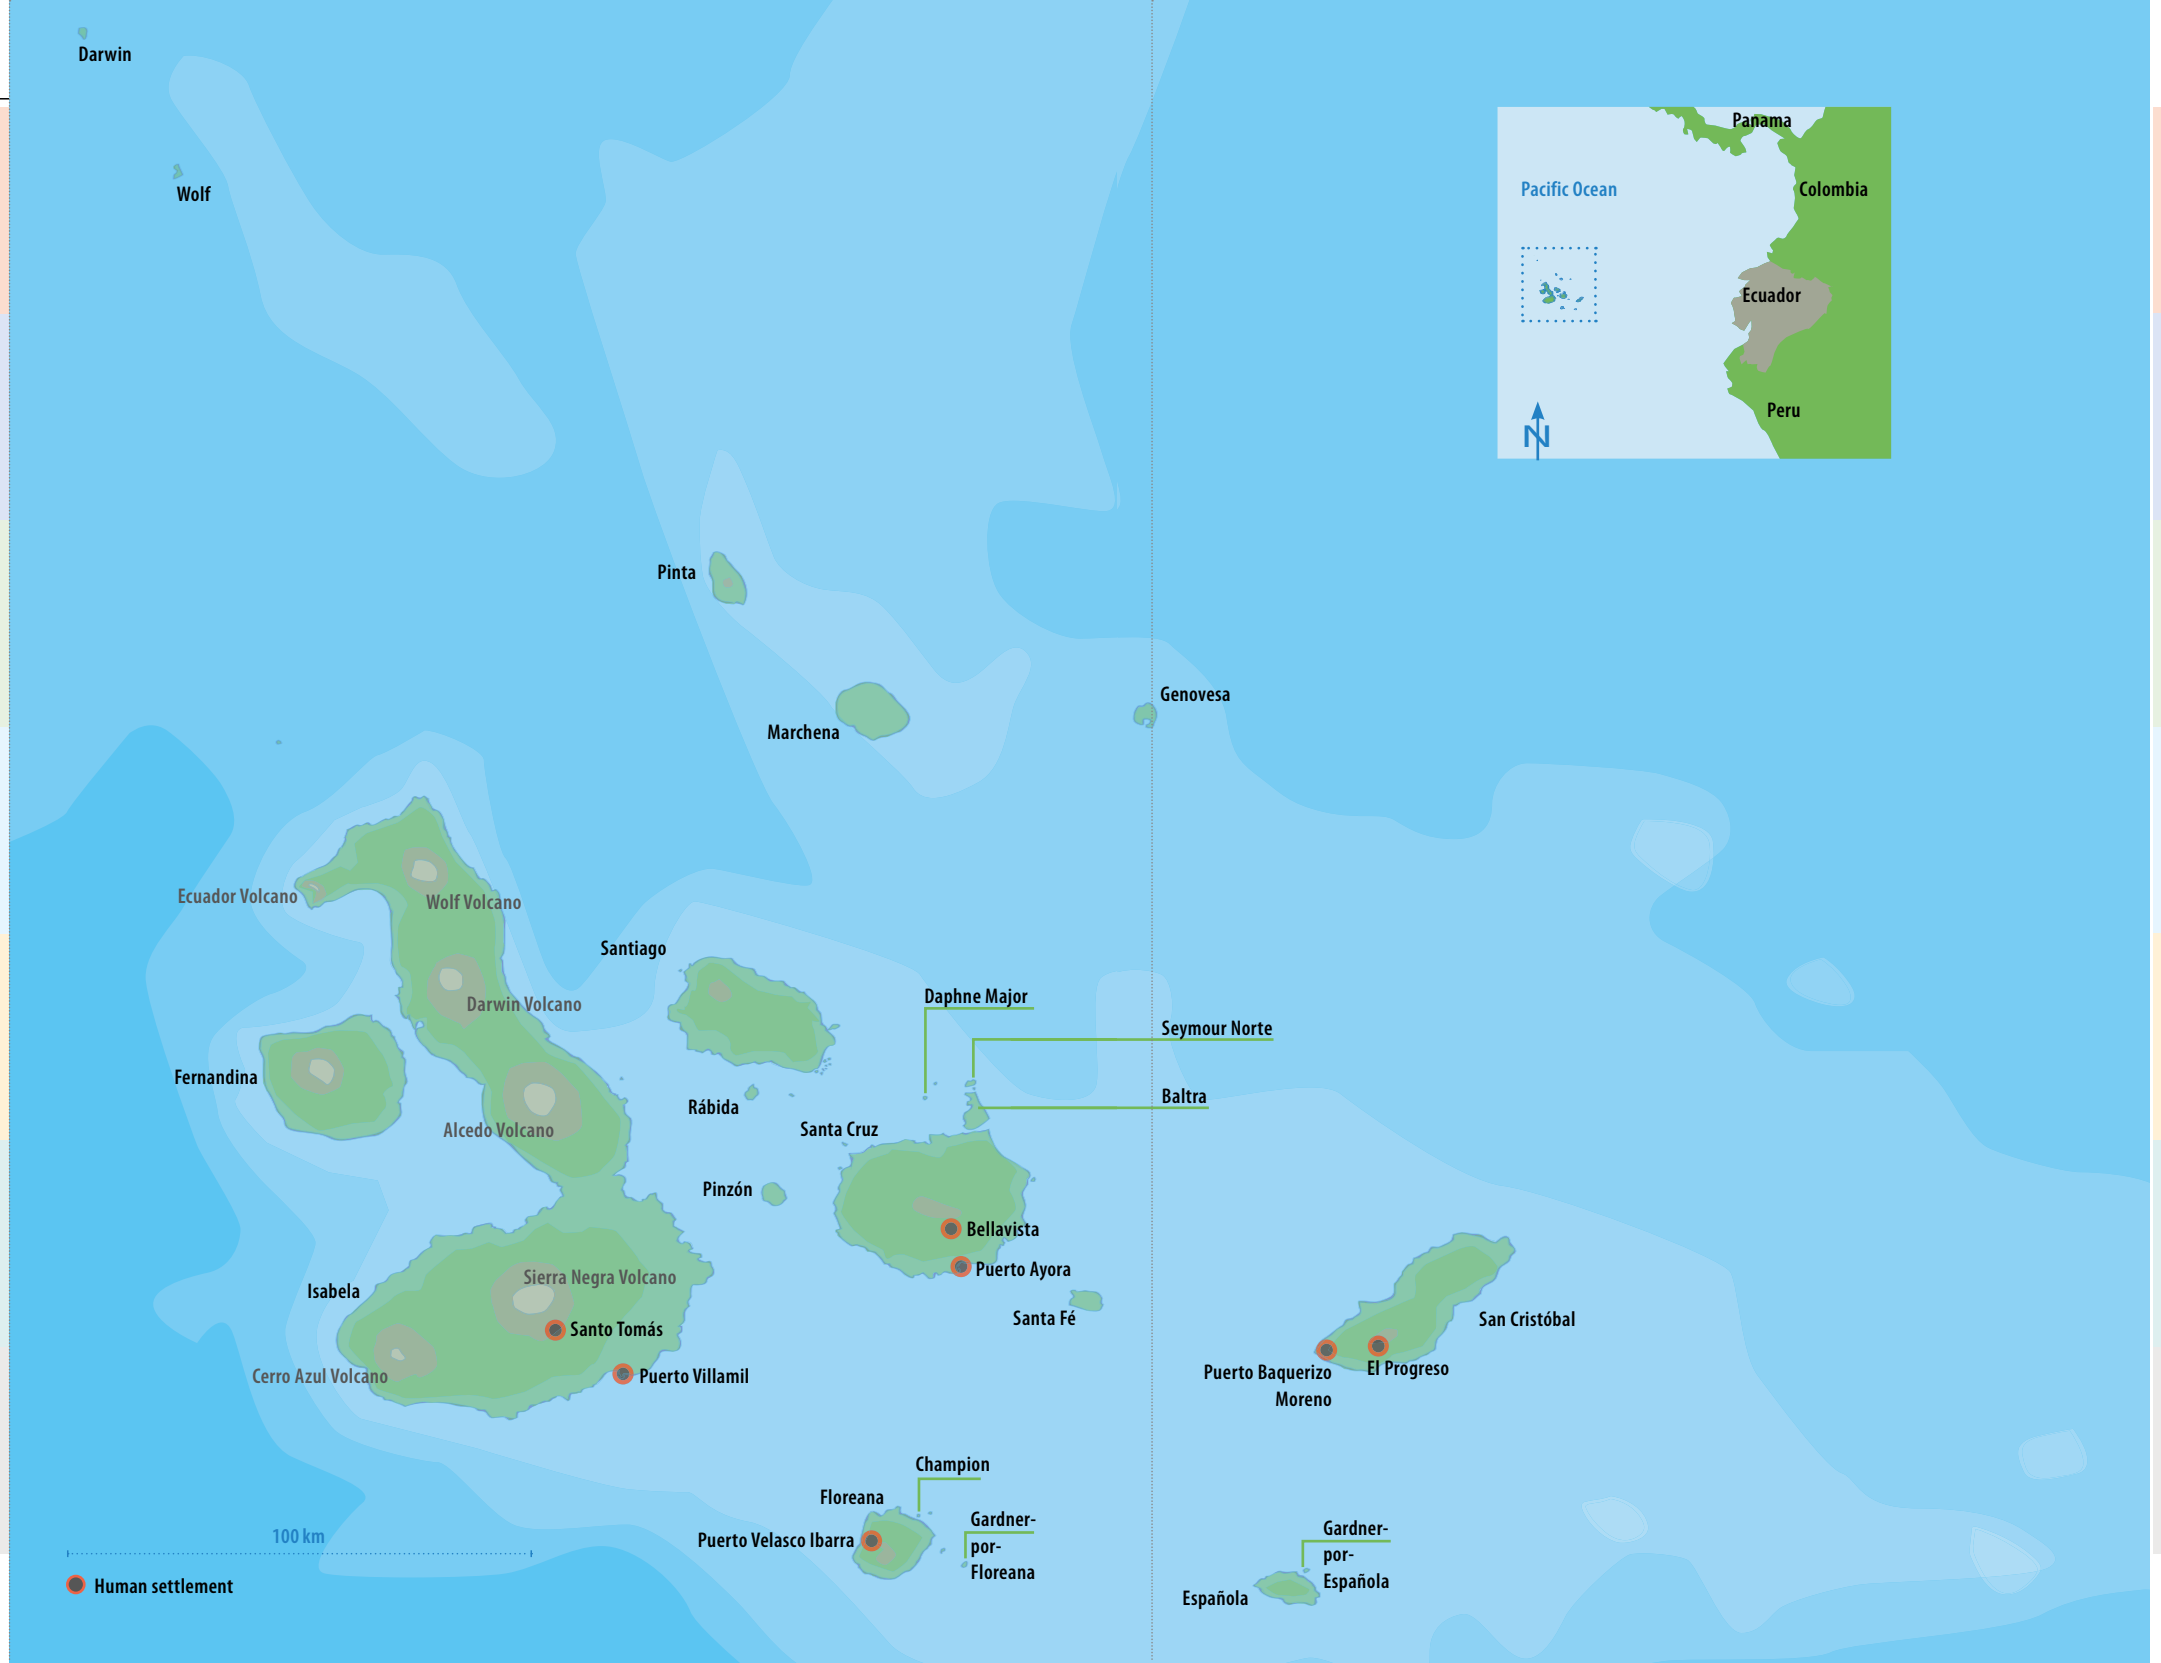 Darwin
Wolf
Panama
Pacific Ocean
Colombia
Ecuador
Peru
N
Pinta
Genovesa
Marchena
Ecuador Volcano
Wolf Volcano
Santiago
Daphne Major
Darwin Volcano
Seymour Norte
Fernandina
Baltra
Rábida
Alcedo Volcano
Santa Cruz
Pinzón
Bellavista
Puerto Ayora
Sierra Negra Volcano
Isabela
Santa Fé
San Cristóbal
Santo Tomás
Cerro Azul Volcano
Puerto Villamil
Puerto Baquerizo
Moreno
El Progreso
Champion
Floreana
Gardner-
por-
Floreana
Puerto Velasco Ibarra
Gardner-
por-
Española
Española
100 km
Human settlement